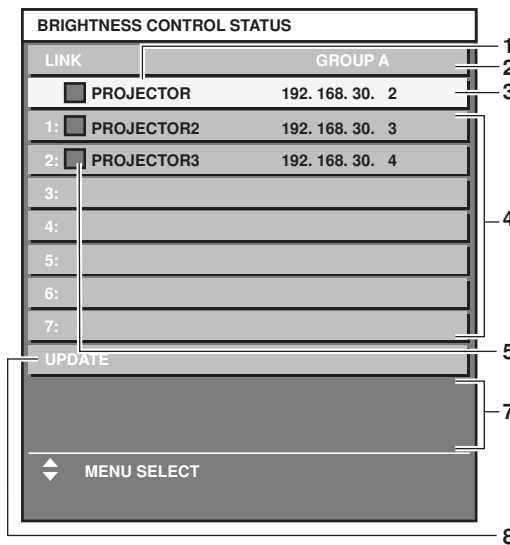 BRIGHTNESS CONTROL STATUS
LINK GROUP A
PROJECTOR 192. 168. 30. 2
1: PROJECTOR2 192. 168. 30. 3
2: PROJECTOR3 192. 168. 30. 4
3:
4:
5:
6:
7:
UPDATE
MENU SELECT
1
2
3
4
5
7
8